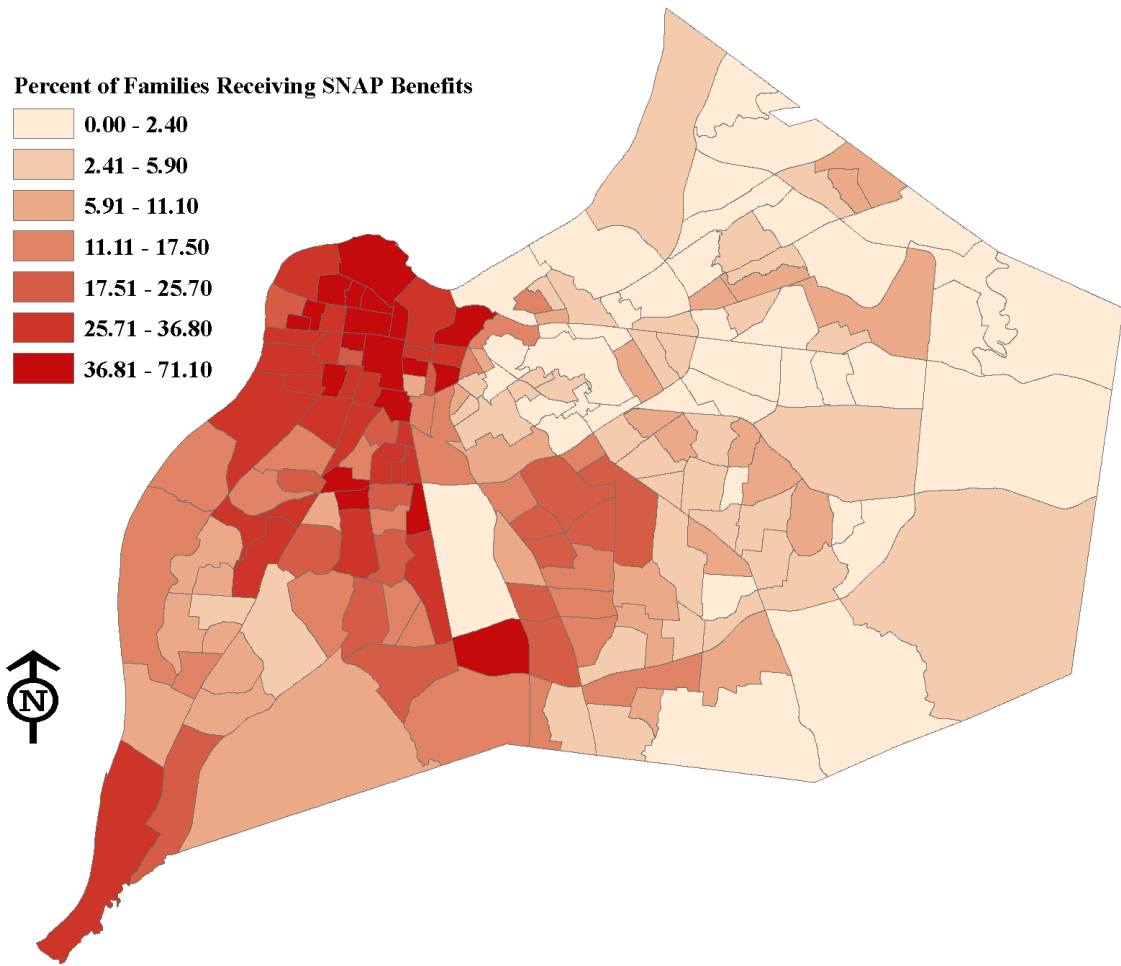 Percent of Families Receiving SNAP Benefits
0.00 - 2.40
2.41 - 5.90
5.91 - 11.10
11.11 - 17.50
17.51 - 25.70
25.71 - 36.80
36.81 - 71.10
N